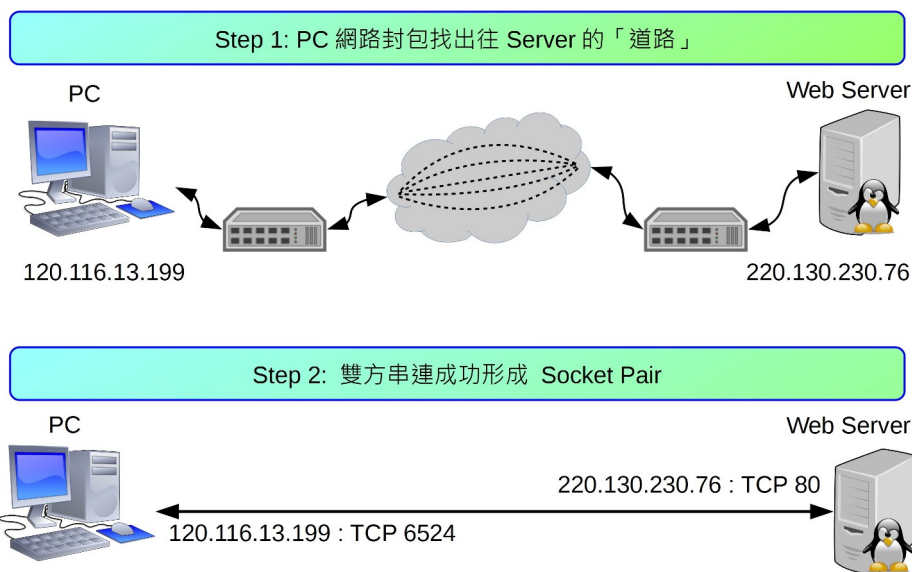 Step 1: PC 網路封包找出往 Server 的「道路」
PC
Web Server
120.116.13.199
220.130.230.76
Step 2: 雙方串連成功形成 Socket Pair
PC
Web Server
220.130.230.76 : TCP 80
120.116.13.199 : TCP 6524